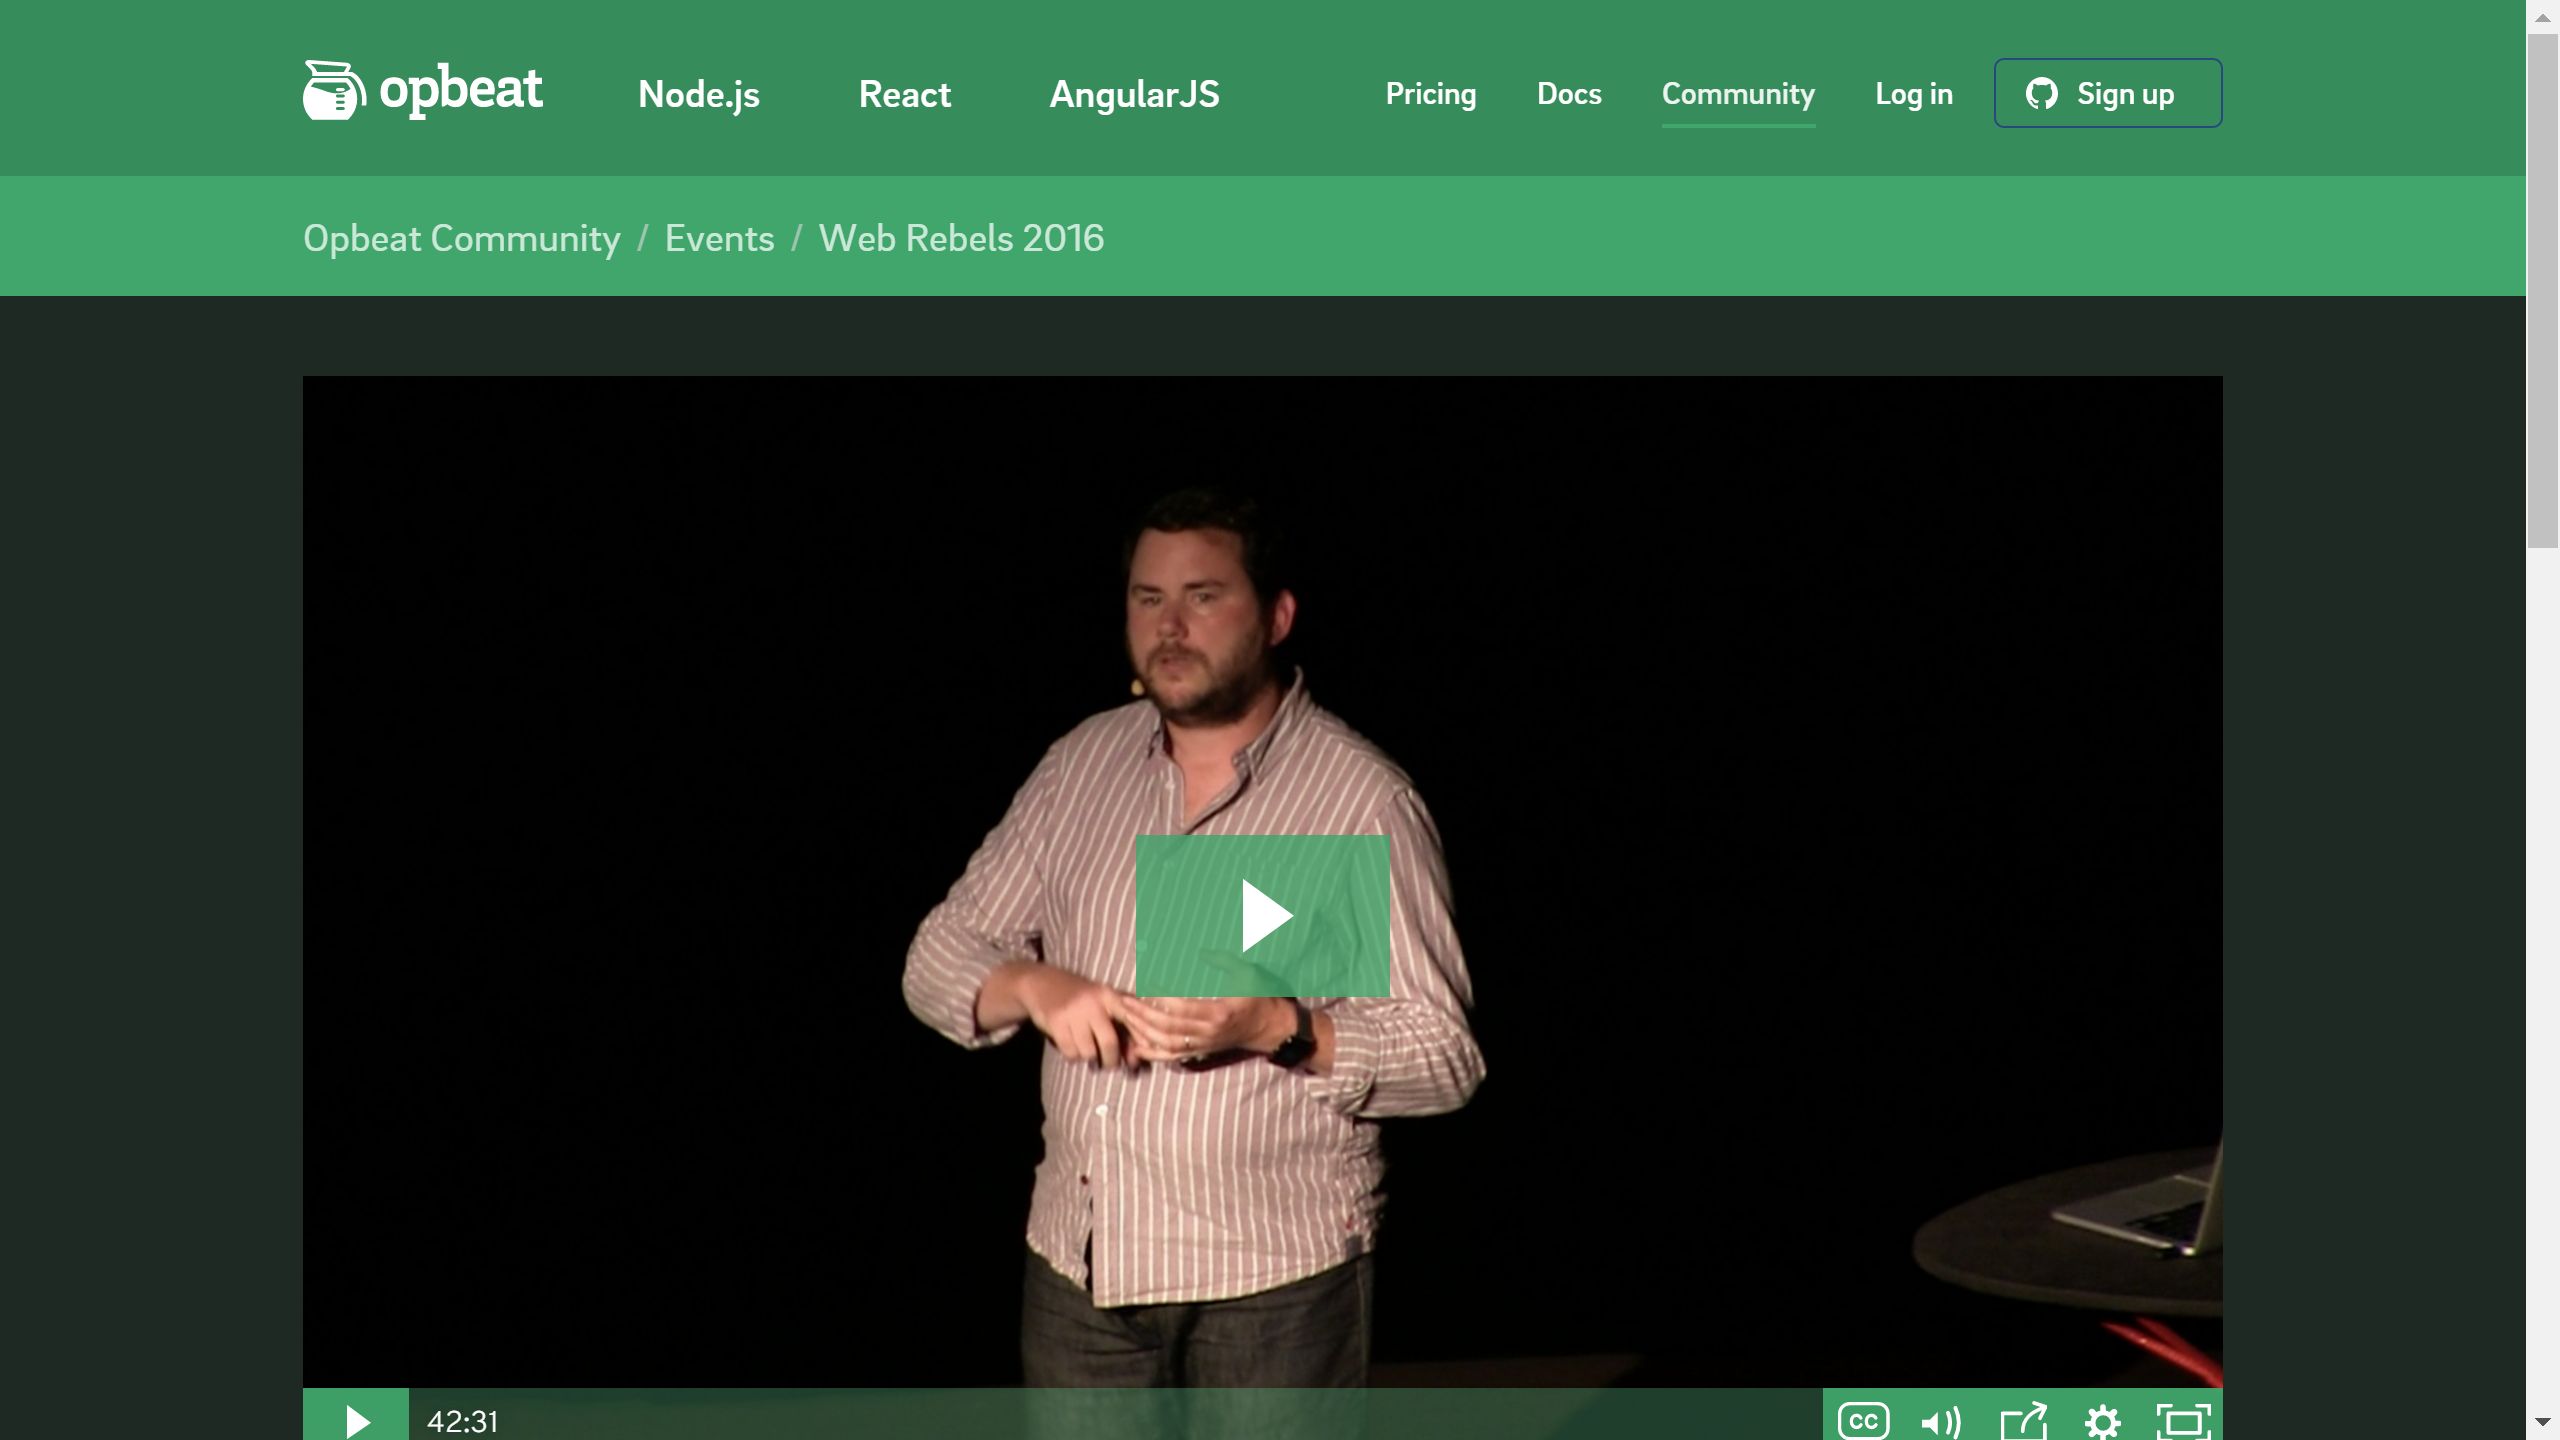 opbeat Node.js React AngularJS Pricing Docs Community Log in Sign up
Opbeat Community / Events / Web Rebels 2016
42:31 CC